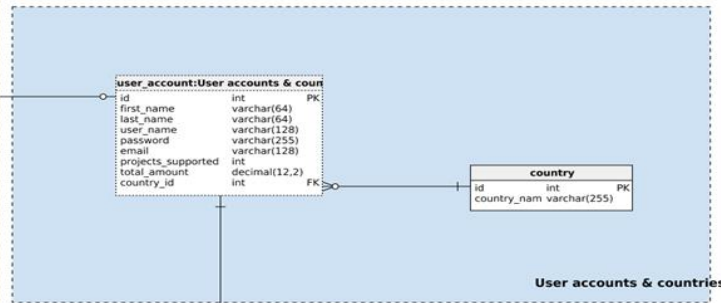 user_account:User accounts & coun
id int PK
first_name varchar(64)
last_name varchar(64)
user_name varchar(128)
password varchar(255)
email varchar(128)
projects_supported int
total_amount decimal(12,2)
country_id int FK
country
id int PK
country_nam varchar(255)
User accounts & countries